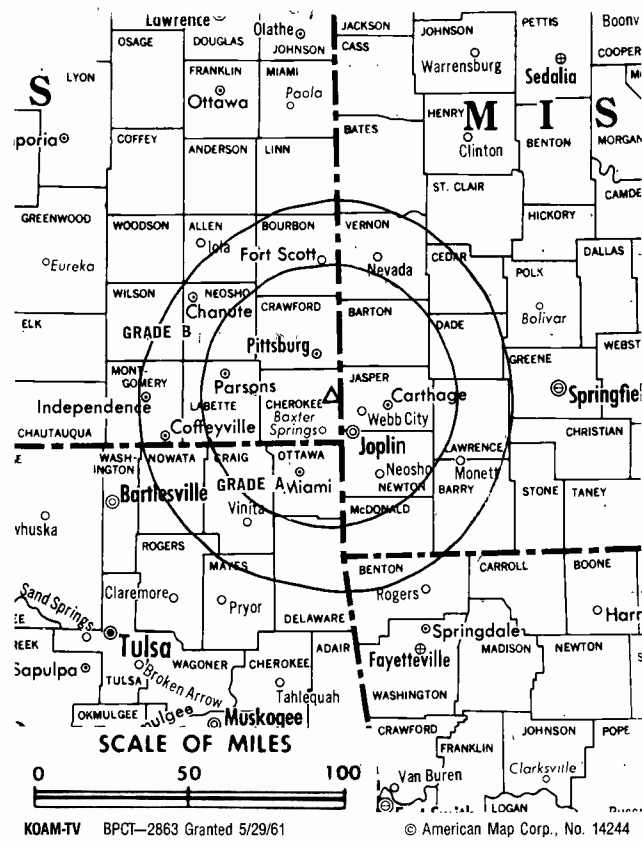 Lawrence
Olathe
JACKSON
PETTIS
Boonv
OSAGE
DOUGLAS
JOHNSON
CASS
JOHNSON
COOPER
Warrensburg
Sedalia
LYON
FRANKLIN
MIAMI
S
Ottawa
Paola
HENRY
M I S
poria
COFFEY
BATES
Clinton
BENTON
MORGAN
ANDERSON
LINN
ST. CLAIR
CAMDE
GREENWOOD
WOODSON
ALLEN
BOURBON
VERNON
HICKORY
Iola
Fort Scott
Nevada
CEDAR
DALLAS
Eureka
POLK
WILSON
NEOSHO
Chanute
CRAWFORD
BARTON
Bolivar
ELK
GRADE B
DADE
Pittsburg
GREENE
WEBST
MONT-
GOMERY
Parsons
JASPER
Independence
LABETTE
CHEROKEE
Carthage
Springfie
Baxter
Springs
Webb City
CHAUTAUQUA
Coffeyville
Joplin
CHRISTIAN
WASH-
INGTON
NOWATA
CRAIG
OTTAWA
LAWRENCE
Neosho
Monett
GRADE A
Miami
NEWTON
BARRY
STONE
TANEY
Bartlesville
Vinita
McDONALD
whuska
ROGERS
MAYES
BENTON
CARROLL
BOONE
Sand Springs
Claremore
Pryor
Rogers
Harr
DELAWARE
EE
Tulsa
Springdale
REEK
ADAIR
MADISON
NEWTON
Sapulpa
WAGONER
CHEROKEE
Fayetteville
TULSA
Broken Arrow
Tahlequah
WASHINGTON
OKMULGEE
mulgee
Muskogee
SCALE OF MILES
CRAWFORD
JOHNSON
POPE
FRANKLIN
0 50 100
Van Buren
Clarksville
LOGAN
KOAM-TV BPCT—2863 Granted 5/29/61
© American Map Corp., No. 14244